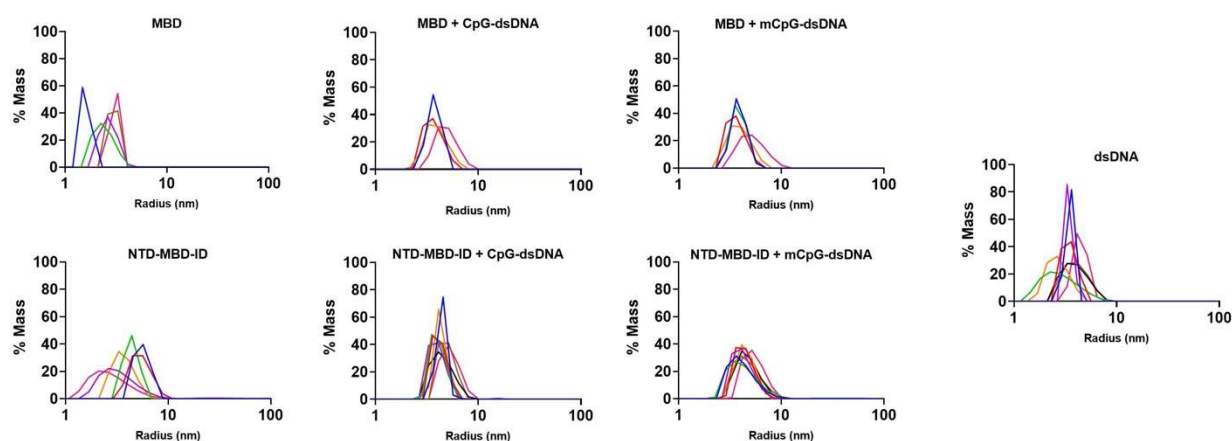 MBD
% Mass
100
80
60
40
20
0
1 10 100
Radius (nm)
MBD + CpG-dsDNA
% Mass
100
80
60
40
20
0
1 10 100
Radius (nm)
MBD + mCpG-dsDNA
% Mass
100
80
60
40
20
0
1 10 100
Radius (nm)
dsDNA
% Mass
100
80
60
40
20
0
1 10 100
Radius (nm)
NTD-MBD-ID
% Mass
100
80
60
40
20
0
1 10 100
Radius (nm)
NTD-MBD-ID + CpG-dsDNA
% Mass
100
80
60
40
20
0
1 10 100
Radius (nm)
NTD-MBD-ID + mCpG-dsDNA
% Mass
100
80
60
40
20
0
1 10 100
Radius (nm)